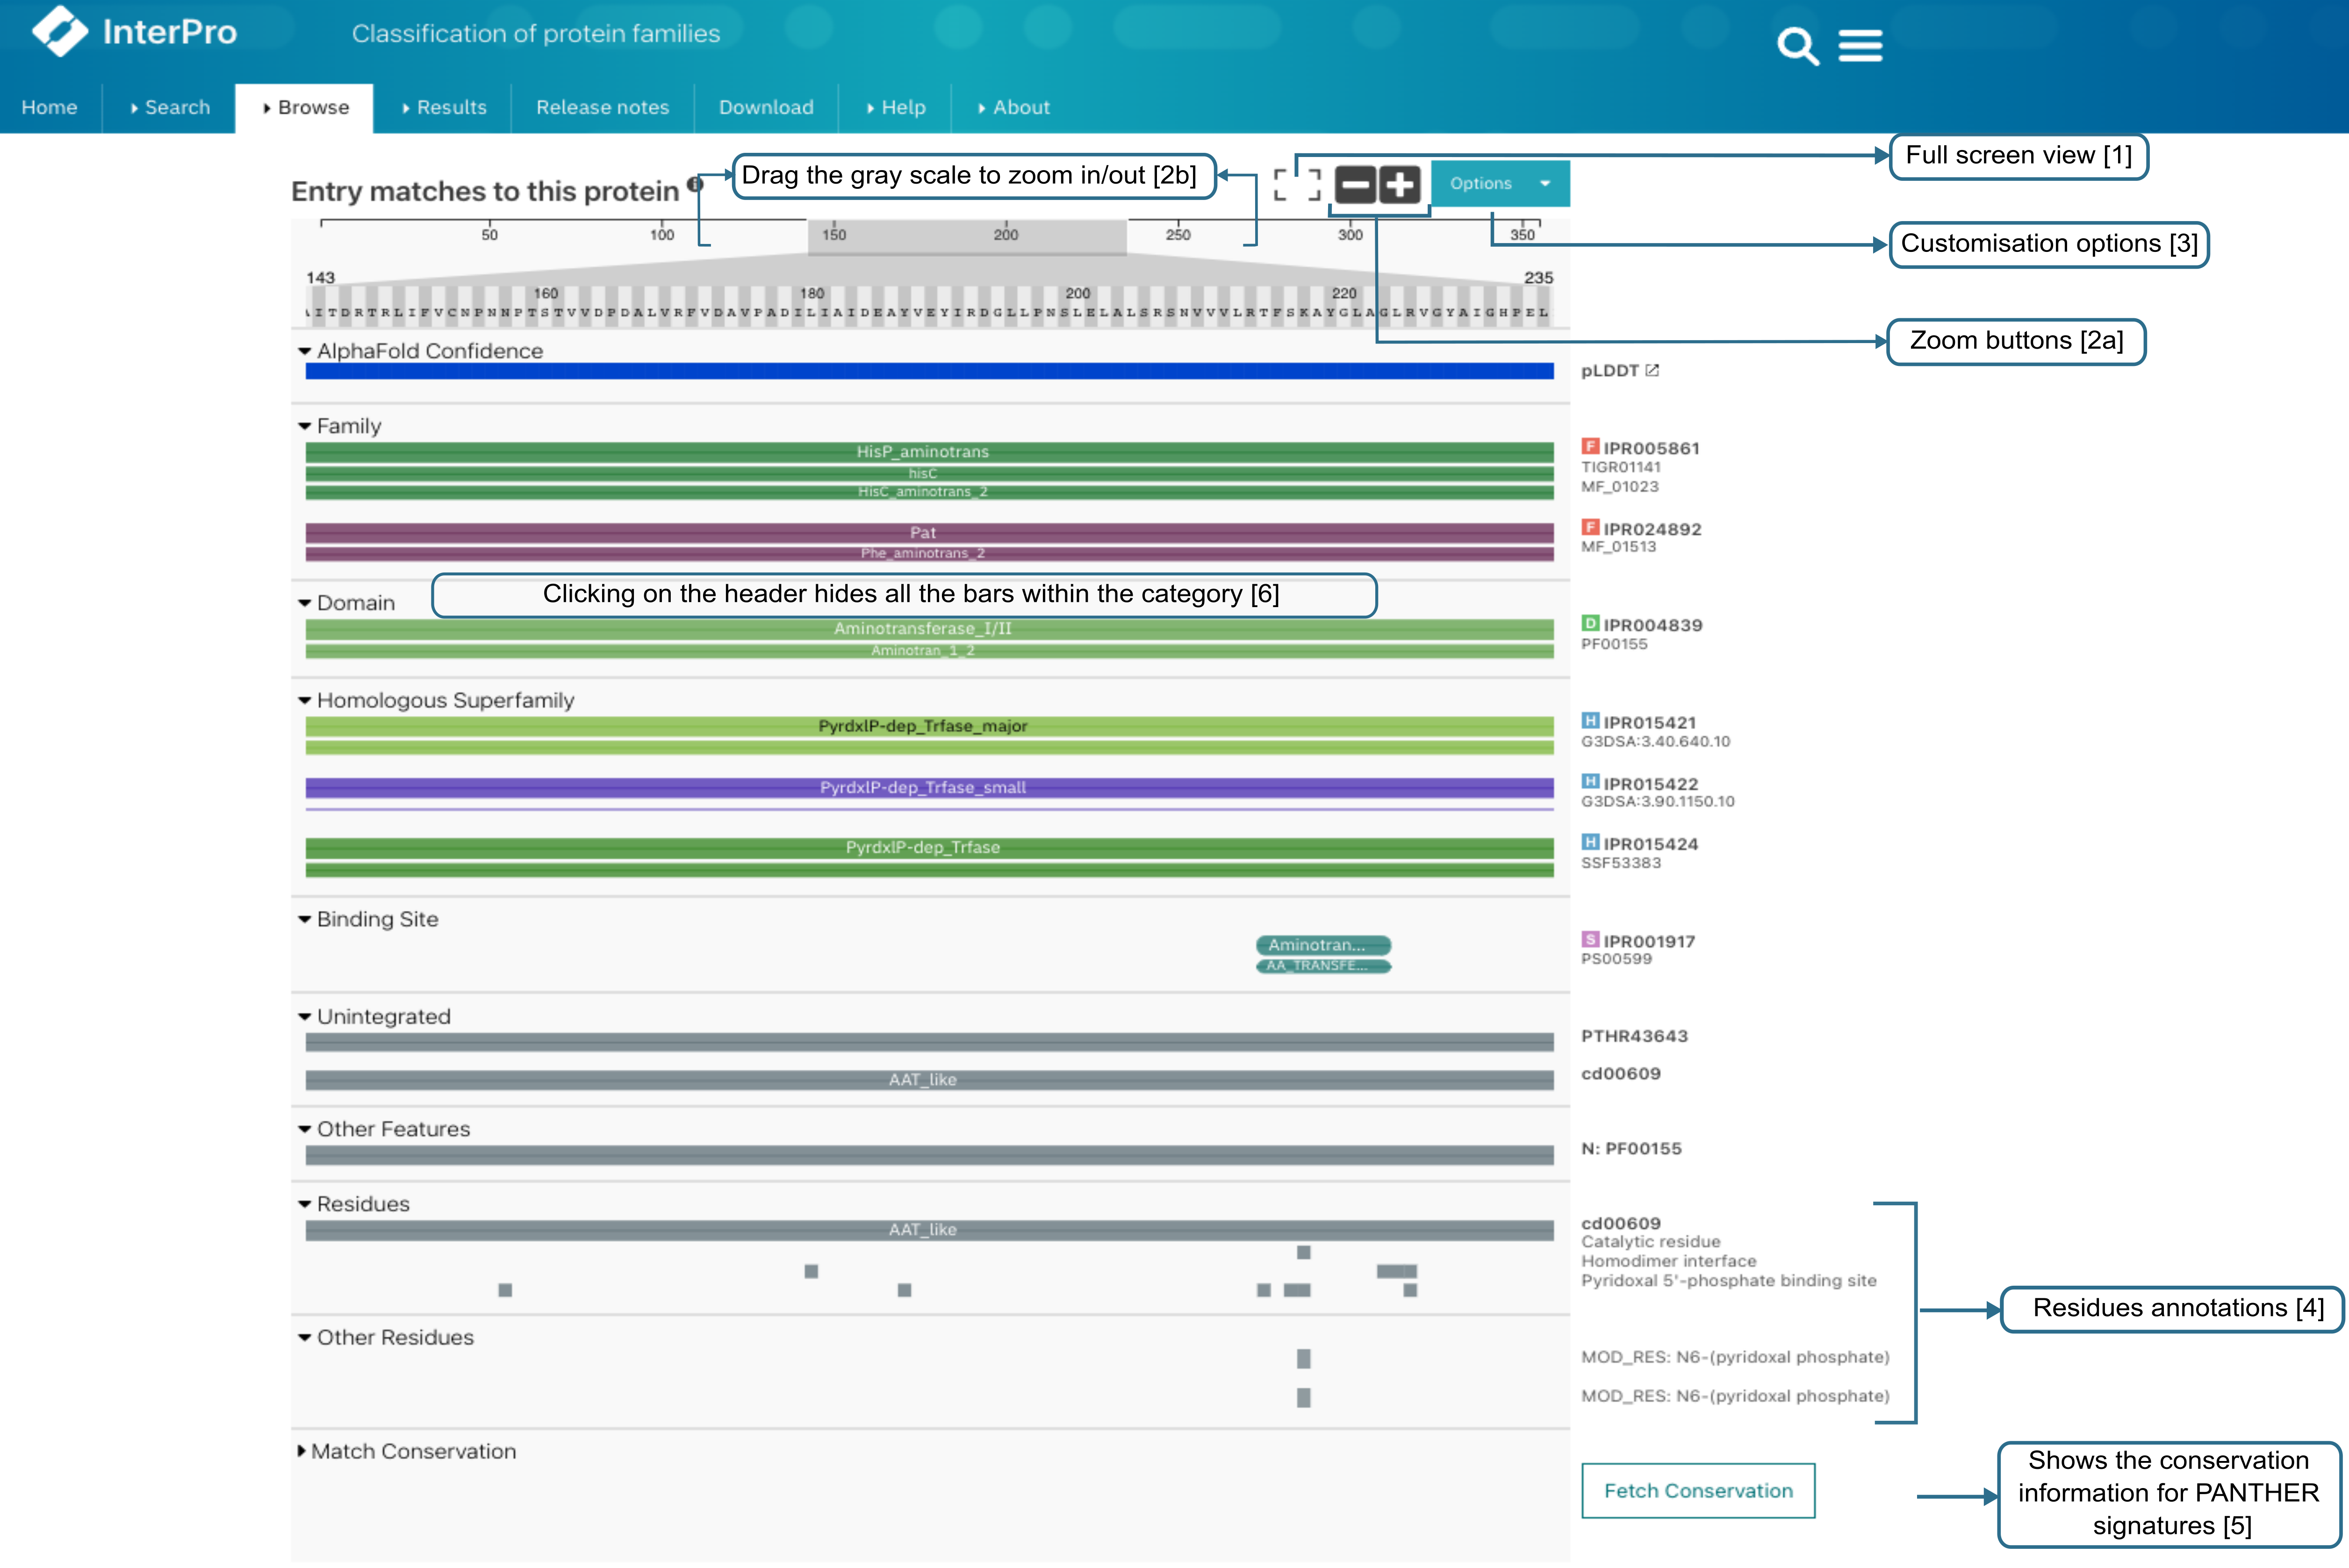 InterPro
Classification of protein families
Home
Search
Browse
Results
Release notes
Download
Help
About
Entry matches to this protein
Drag the gray scale to zoom in/out [2b]
Options
Full screen view [1]
Customisation options [3]
Zoom buttons [2a]
50 100 150 200 250 300 350
143 235
160 180 200 220
I T D R T R L I F V C N P N N P T S T V V D P D A L V R F V D A V P A D I L I A I D E A Y V E Y I R D G L L P N S L E L A L S R S N V V V L R T F S K A Y G L A G L R V G Y A I G H P E L
AlphaFold Confidence
pLDDT
Family
HisP_aminotrans
IPR005861
hisC
TIGR01141
HisC_aminotrans_2
MF_01023
Pat
IPR024892
Phe_aminotrans_2
MF_01513
Clicking on the header hides all the bars within the category [6]
Domain
Aminotransferase_I/II
D IPR004839
Aminotran_1_2
PF00155
Homologous Superfamily
PyrdxlP-dep_Trfase_major
H IPR015421
G3DSA:3.40.640.10
PyrdxlP-dep_Trfase_small
H IPR015422
G3DSA:3.90.1150.10
PyrdxlP-dep_Trfase
H IPR015424
SSF53383
Binding Site
Aminotran...
S IPR001917
AA_TRANSFE...
PS00599
Unintegrated
PTHR43643
AAT_like
cd00609
Other Features
N: PF00155
Residues
AAT_like
cd00609
Catalytic residue
Homodimer interface
Pyridoxal 5'-phosphate binding site
Residues annotations [4]
Other Residues
MOD_RES: N6-(pyridoxal phosphate)
MOD_RES: N6-(pyridoxal phosphate)
Match Conservation
Fetch Conservation
Shows the conservation
information for PANTHER
signatures [5]